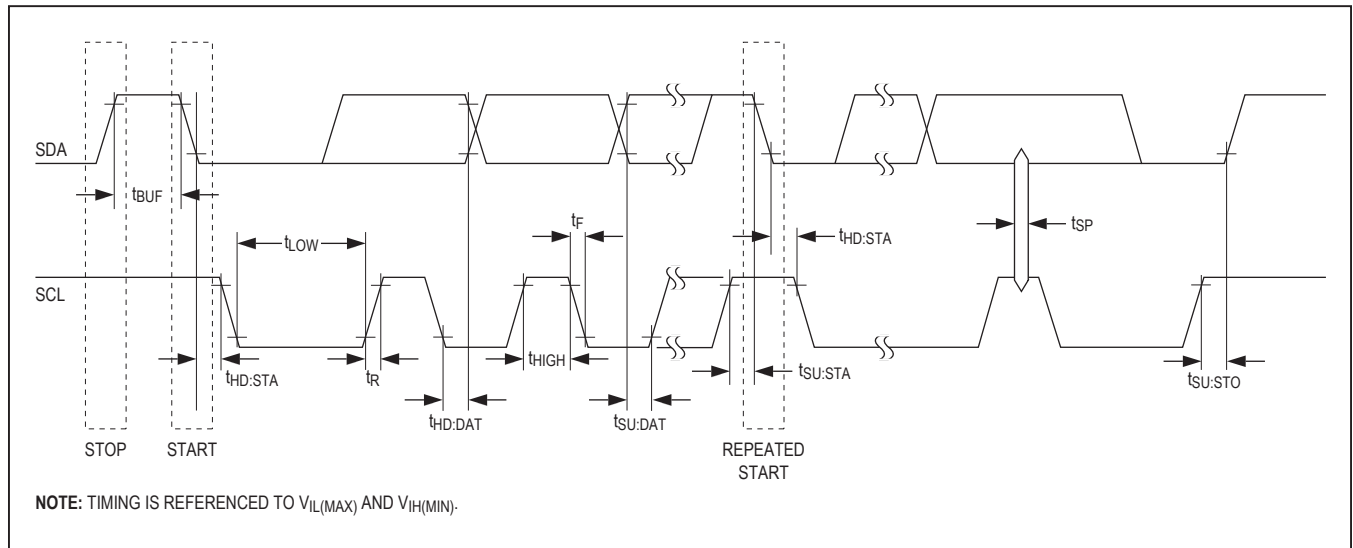 SDA
tBUF
tF
tLOW
tHD:STA
tSP
SCL
tHD:STA
tR
tHIGH
tSU:STA
tSU:STO
tHD:DAT
tSU:DAT
STOP
START
REPEATED
START
NOTE: TIMING IS REFERENCED TO VIL(MAX) AND VIH(MIN).